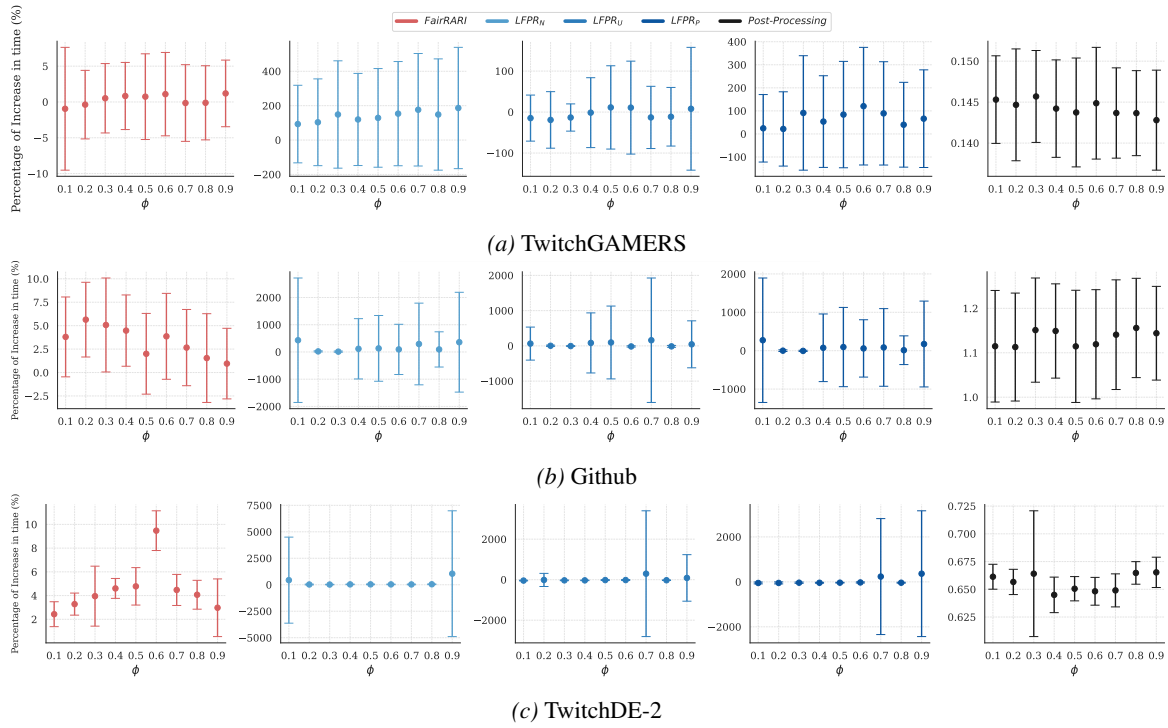 FairRARI LFPR_N LFPR_U LFPR_P Post-Processing
Percentage of Increase in time (%)
5
0
−5
−10
0.1 0.2 0.3 0.4 0.5 0.6 0.7 0.8 0.9
ϕ
400
200
0
−200
0.1 0.2 0.3 0.4 0.5 0.6 0.7 0.8 0.9
ϕ
100
0
−100
0.1 0.2 0.3 0.4 0.5 0.6 0.7 0.8 0.9
ϕ
400
300
200
100
0
−100
0.1 0.2 0.3 0.4 0.5 0.6 0.7 0.8 0.9
ϕ
0.150
0.145
0.140
0.1 0.2 0.3 0.4 0.5 0.6 0.7 0.8 0.9
ϕ
(a) TwitchGAMERS
Percentage of Increase in time (%)
10.0
7.5
5.0
2.5
0.0
−2.5
0.1 0.2 0.3 0.4 0.5 0.6 0.7 0.8 0.9
ϕ
2000
1000
0
−1000
−2000
0.1 0.2 0.3 0.4 0.5 0.6 0.7 0.8 0.9
ϕ
2000
1000
0
−1000
0.1 0.2 0.3 0.4 0.5 0.6 0.7 0.8 0.9
ϕ
2000
1000
0
−1000
0.1 0.2 0.3 0.4 0.5 0.6 0.7 0.8 0.9
ϕ
1.2
1.1
1.0
0.1 0.2 0.3 0.4 0.5 0.6 0.7 0.8 0.9
ϕ
(b) Github
Percentage of Increase in time (%)
10
8
6
4
2
0.1 0.2 0.3 0.4 0.5 0.6 0.7 0.8 0.9
ϕ
7500
5000
2500
0
−2500
−5000
0.1 0.2 0.3 0.4 0.5 0.6 0.7 0.8 0.9
ϕ
2000
0
−2000
0.1 0.2 0.3 0.4 0.5 0.6 0.7 0.8 0.9
ϕ
2000
0
−2000
0.1 0.2 0.3 0.4 0.5 0.6 0.7 0.8 0.9
ϕ
0.725
0.700
0.675
0.650
0.625
0.1 0.2 0.3 0.4 0.5 0.6 0.7 0.8 0.9
ϕ
(c) TwitchDE-2